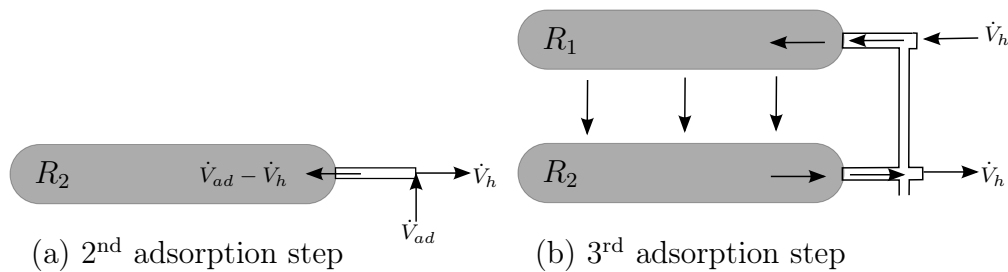 R₁
V̇ₕ
R₂
V̇ad − V̇ₕ
V̇ₕ
V̇ad
R₂
V̇ₕ
(a) 2ⁿᵈ adsorption step
(b) 3ʳᵈ adsorption step